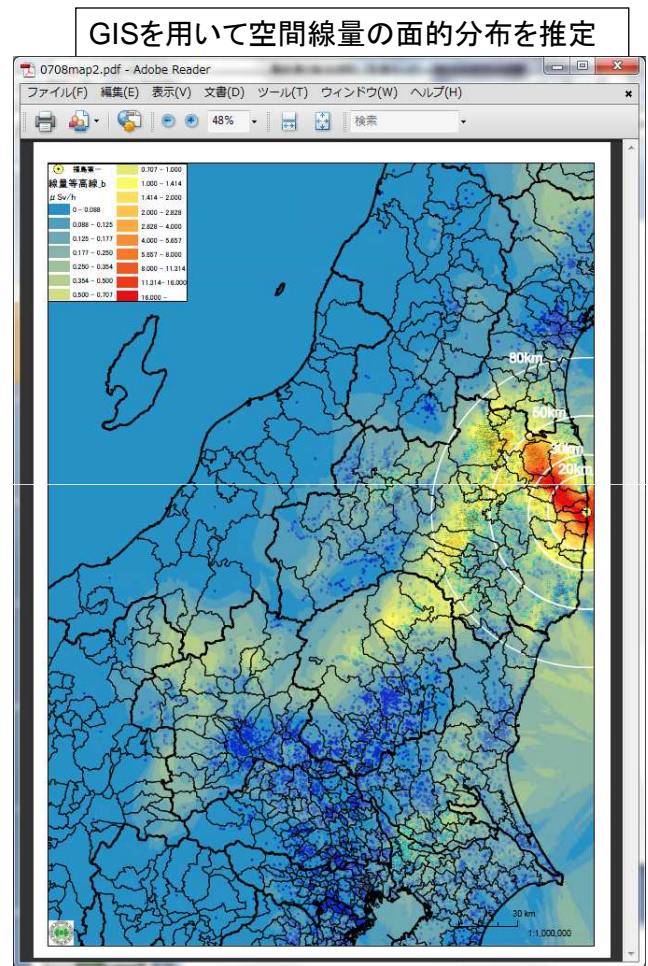 GISを用いて空間線量の面的分布を推定
0708map2.pdf - Adobe Reader
ファイル(F) 編集(E) 表示(V) 文書(D) ツール(T) ウィンドウ(W) ヘルプ(H)
48% 検索
福島第一
線量等高線_b
μSv/h
0 - 0.088
0.088 - 0.125
0.125 - 0.177
0.177 - 0.250
0.250 - 0.354
0.354 - 0.500
0.500 - 0.707
0.707 - 1.000
1.000 - 1.414
1.414 - 2.000
2.000 - 2.828
2.828 - 4.000
4.000 - 5.657
5.657 - 8.000
8.000 - 11.314
11.314- 16.000
16.000 -
80km
50km
30km
20km
30 km
1:1,000,000